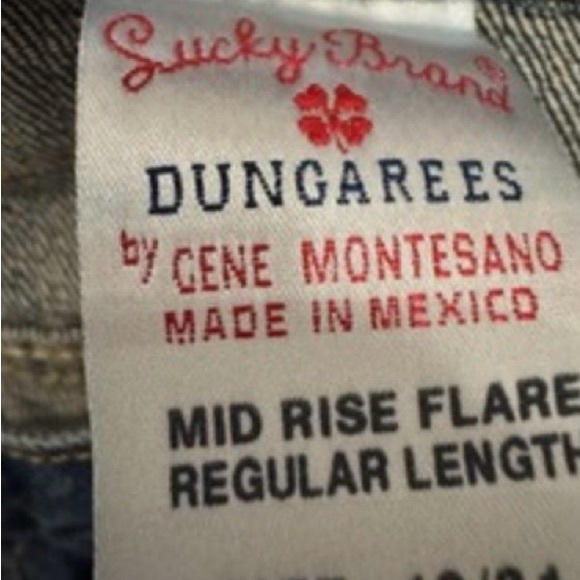 Lucky Brand®
DUNGAREES
by GENE MONTESANO
MADE IN MEXICO
MID RISE FLARE
REGULAR LENGTH